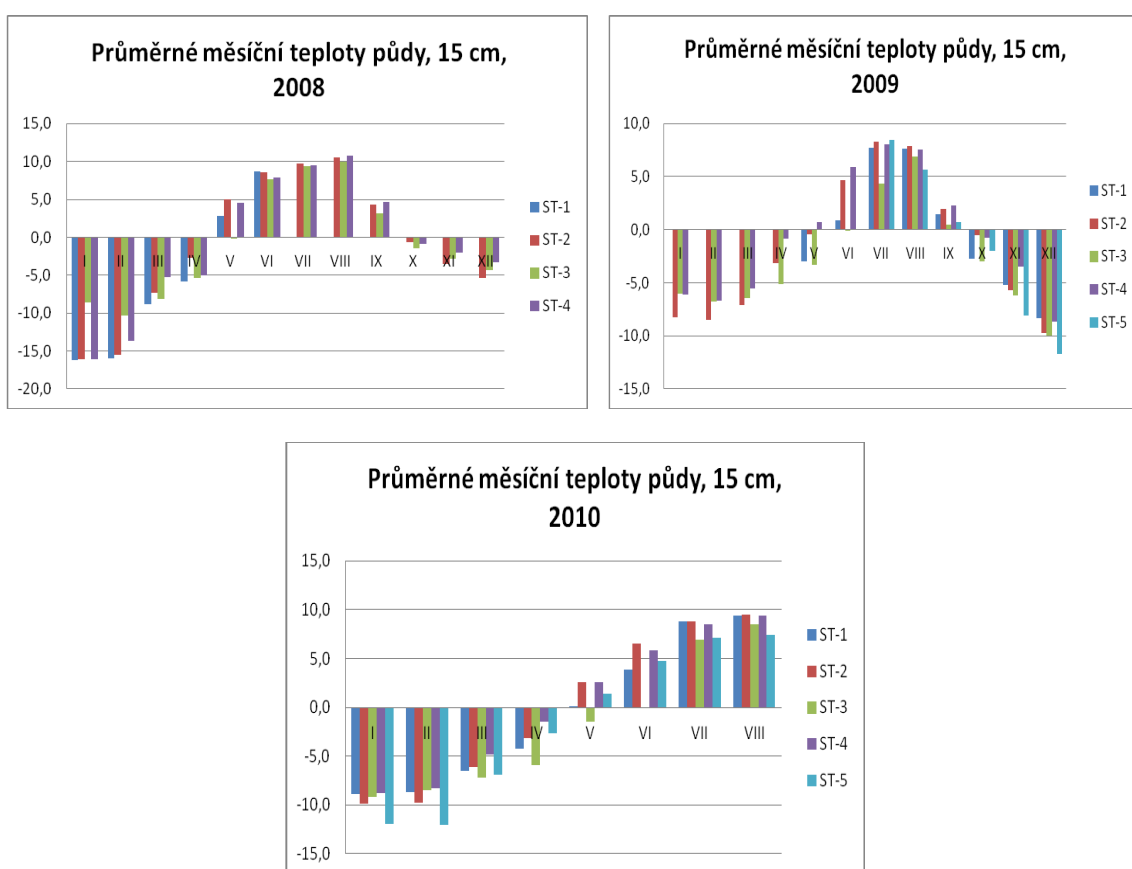 Průměrné měsíční teploty půdy, 15 cm,
2008
15,0
10,0
5,0
0,0
-5,0
-10,0
-15,0
-20,0
I II III IV V VI VII VIII IX X XI XII
ST-1
ST-2
ST-3
ST-4
Průměrné měsíční teploty půdy, 15 cm,
2009
10,0
5,0
0,0
-5,0
-10,0
-15,0
I II III IV V VI VII VIII IX X XI XII
ST-1
ST-2
ST-3
ST-4
ST-5
Průměrné měsíční teploty půdy, 15 cm,
2010
15,0
10,0
5,0
0,0
-5,0
-10,0
-15,0
I II III IV V VI VII VIII
ST-1
ST-2
ST-3
ST-4
ST-5